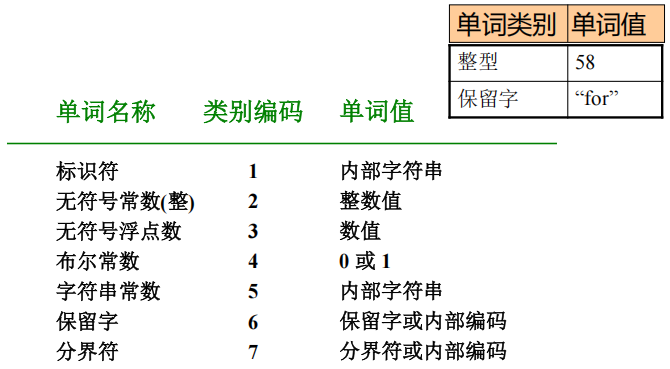 单词类别 单词值
整型 58
保留字 “for”
单词名称 类别编码 单词值
标识符 1 内部字符串
无符号常数(整) 2 整数值
无符号浮点数 3 数值
布尔常数 4 0 或 1
字符串常数 5 内部字符串
保留字 6 保留字或内部编码
分界符 7 分界符或内部编码